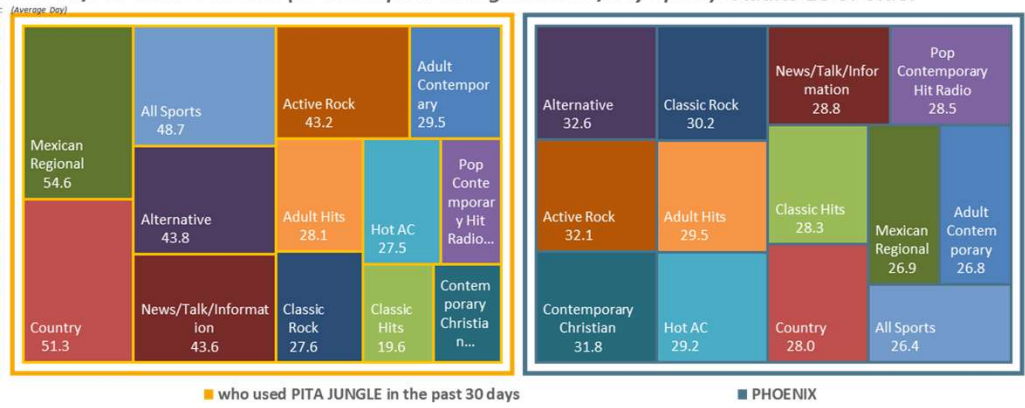 (Average Day)
Mexican
Regional
54.6
Country
51.3
All Sports
48.7
Alternative
43.8
News/Talk/Informat
ion
43.6
Active Rock
43.2
Adult
Contempor
ary
29.5
Adult Hits
28.1
Hot AC
27.5
Pop
Conte
mporar
y Hit
Radio...
Classic
Rock
27.6
Classic
Hits
19.6
Contem
porary
Christia
n...
Alternative
32.6
Active Rock
32.1
Contemporary
Christian
31.8
Classic Rock
30.2
Adult Hits
29.5
Hot AC
29.2
News/Talk/Infor
mation
28.8
Pop
Contemporary
Hit Radio
28.5
Classic Hits
28.3
Country
28.0
Mexican
Regional
26.9
Adult
Contem
porary
26.8
All Sports
26.4
who used PITA JUNGLE in the past 30 days
PHOENIX